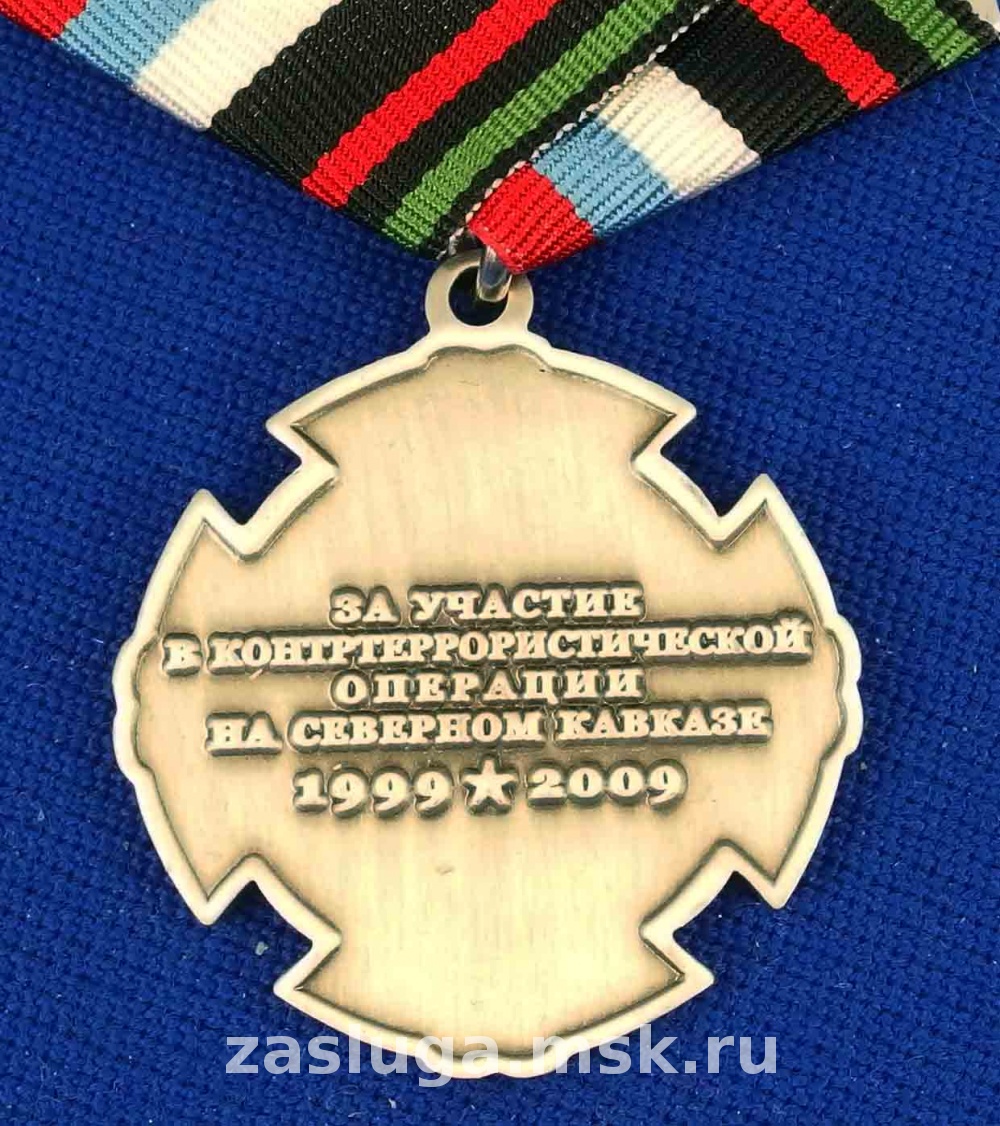 ЗА УЧАСТИЕ
В КОНТРТЕРРОРИСТИЧЕСКОЙ
ОПЕРАЦИИ
НА СЕВЕРНОМ КАВКАЗЕ
1999 ★ 2009
zasluga.msk.ru